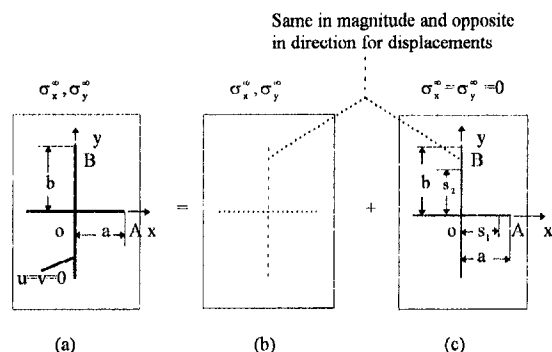 Same in magnitude and opposite
in direction for displacements
σx∞, σy∞
σx∞, σy∞
σx∞=σy∞=0
y
B
b
o
a
A
x
u=v=0
=
+
y
B
b
s2
o
s1
A
x
a
(a)
(b)
(c)